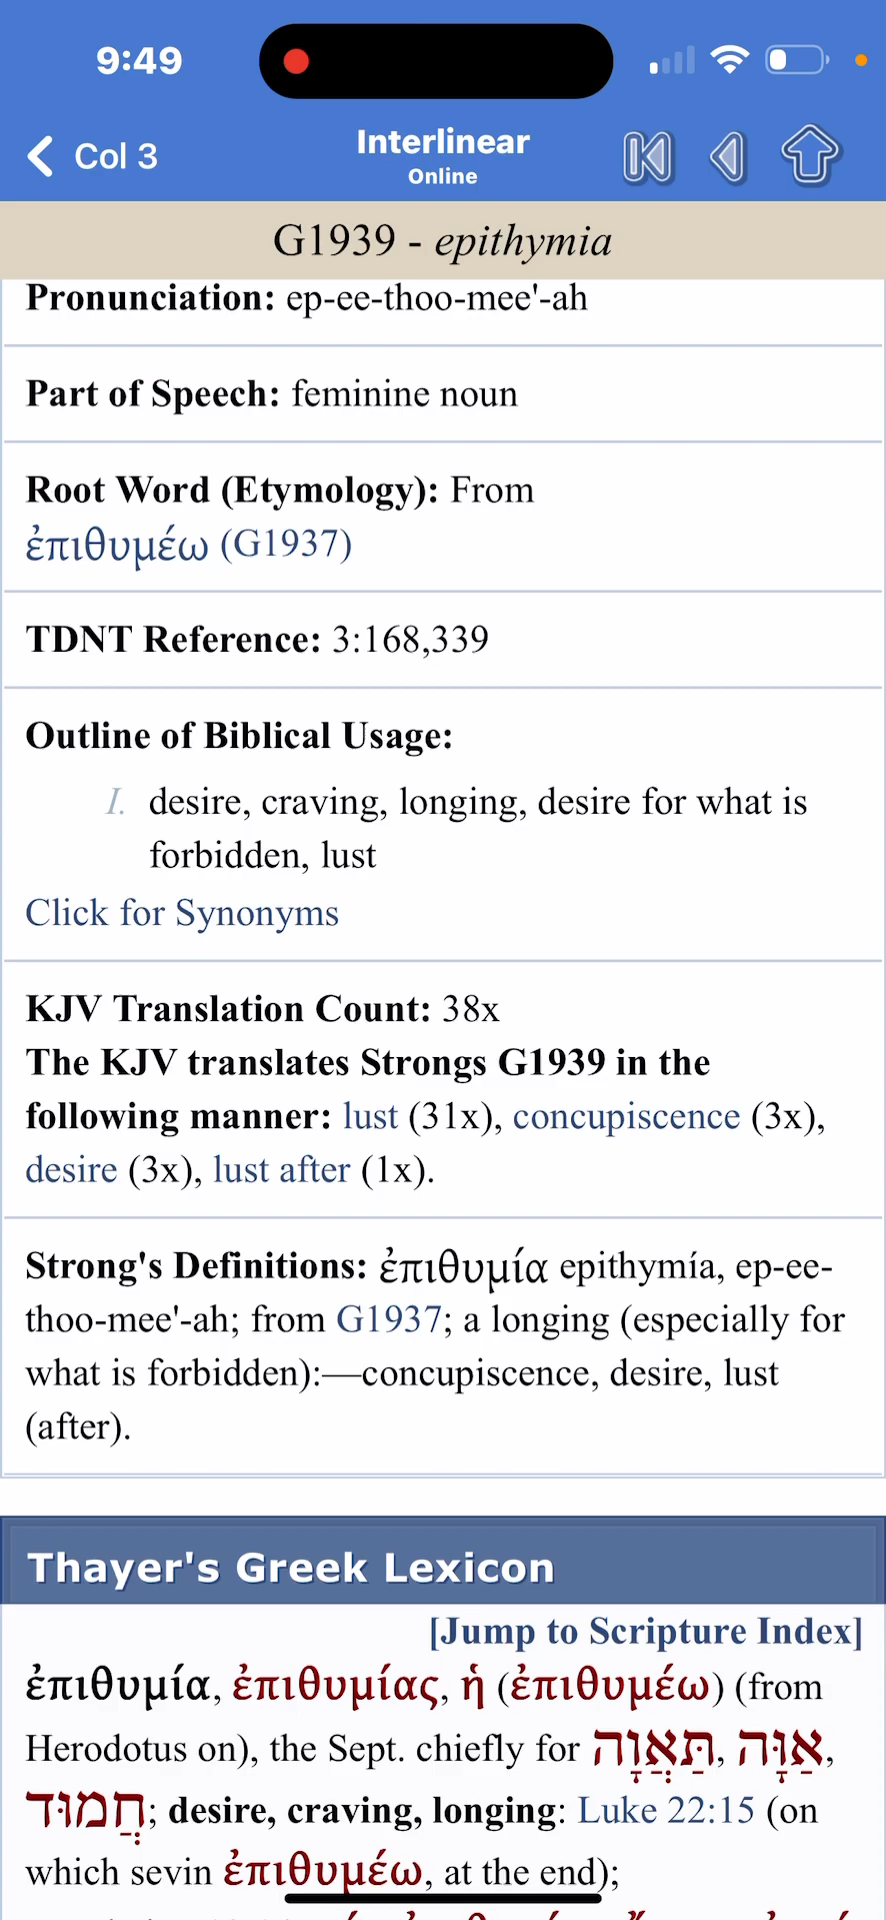 9:49
Col 3
Interlinear
Online
G1939 - epithymia
Pronunciation: ep-ee-thoo-mee'-ah
Part of Speech: feminine noun
Root Word (Etymology): From
ἐπιθυμέω (G1937)
TDNT Reference: 3:168,339
Outline of Biblical Usage:
I. desire, craving, longing, desire for what is
forbidden, lust
Click for Synonyms
KJV Translation Count: 38x
The KJV translates Strongs G1939 in the
following manner: lust (31x), concupiscence (3x),
desire (3x), lust after (1x).
Strong's Definitions: ἐπιθυμία epithymía, ep-ee-
thoo-mee'-ah; from G1937; a longing (especially for
what is forbidden):—concupiscence, desire, lust
(after).
Thayer's Greek Lexicon
[Jump to Scripture Index]
ἐπιθυμία, ἐπιθυμίας, ἡ (ἐπιθυμέω) (from
Herodotus on), the Sept. chiefly for תַּאֲוָה, אַוָּה,
חֲמוּד; desire, craving, longing: Luke 22:15 (on
which sevin ἐπιθυμέω, at the end);